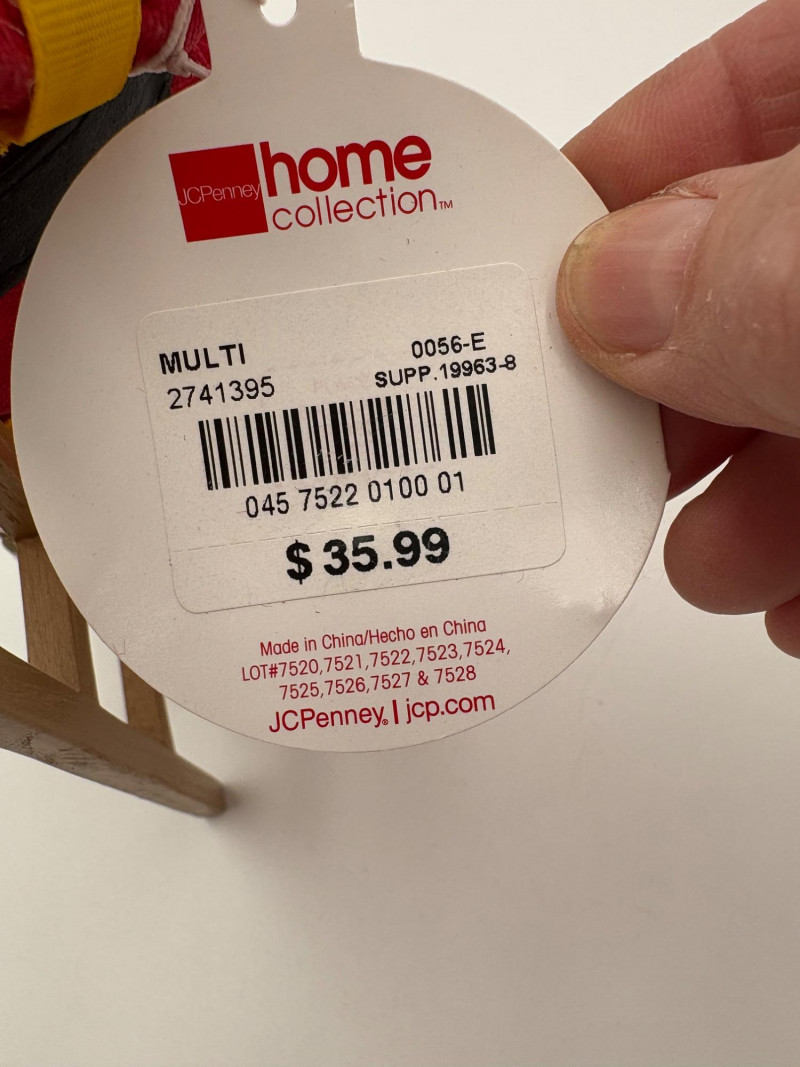 JCPenney home
collection™
MULTI
0056-E
2741395
SUPP.19963-8
045 7522 0100 01
$35.99
Made in China/Hecho en China
LOT#7520,7521,7522,7523,7524,
7525,7526,7527 & 7528
JCPenney® | jcp.com